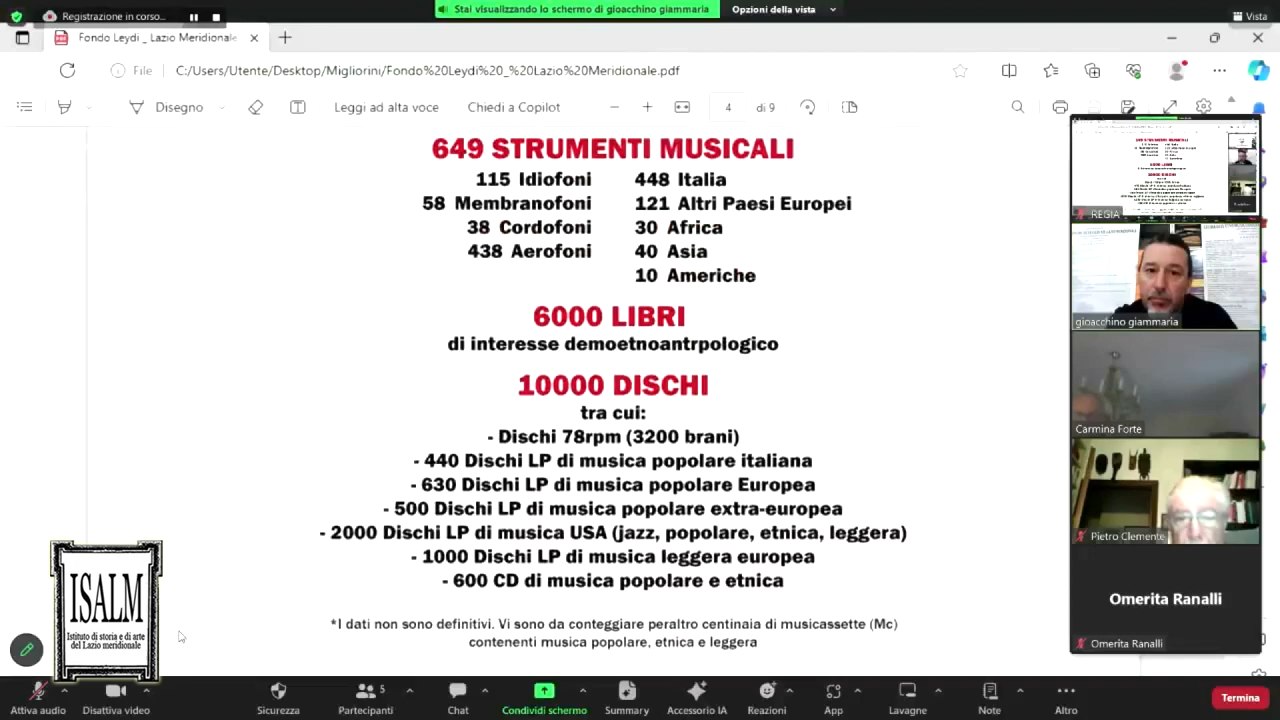 Registrazione in corso...
Stai visualizzando lo schermo di gioacchino giammaria
Opzioni della vista
Vista
Fondo Leydi _ Lazio Meridionale
File
C:/Users/Utente/Desktop/Migliorini/Fondo%20Leydi%20_%20Lazio%20Meridionale.pdf
Disegno
Leggi ad alta voce
Chiedi a Copilot
4 di 9
649 STRUMENTI MUSICALI
115 Idiofoni 448 Italia
58 Membranofoni 121 Altri Paesi Europei
38 Cordofoni 30 Africa
438 Aerofoni 40 Asia
10 Americhe
6000 LIBRI
di interesse demoetnoantrpologico
10000 DISCHI
tra cui:
- Dischi 78rpm (3200 brani)
- 440 Dischi LP di musica popolare italiana
- 630 Dischi LP di musica popolare Europea
- 500 Dischi LP di musica popolare extra-europea
- 2000 Dischi LP di musica USA (jazz, popolare, etnica, leggera)
- 1000 Dischi LP di musica leggera europea
- 600 CD di musica popolare e etnica
*I dati non sono definitivi. Vi sono da conteggiare peraltro centinaia di musicassette (Mc)
contenenti musica popolare, etnica e leggera
ISALM
Istituto di storia e di arte
del Lazio meridionale
REGIA
gioacchino giammaria
Carmina Forte
Pietro Clemente
Omerita Ranalli
Omerita Ranalli
Attiva audio
Disattiva video
Sicurezza
5
Partecipanti
Chat
Condividi schermo
Summary
Accessorio IA
Reazioni
App
Lavagne
Note
Altro
Termina